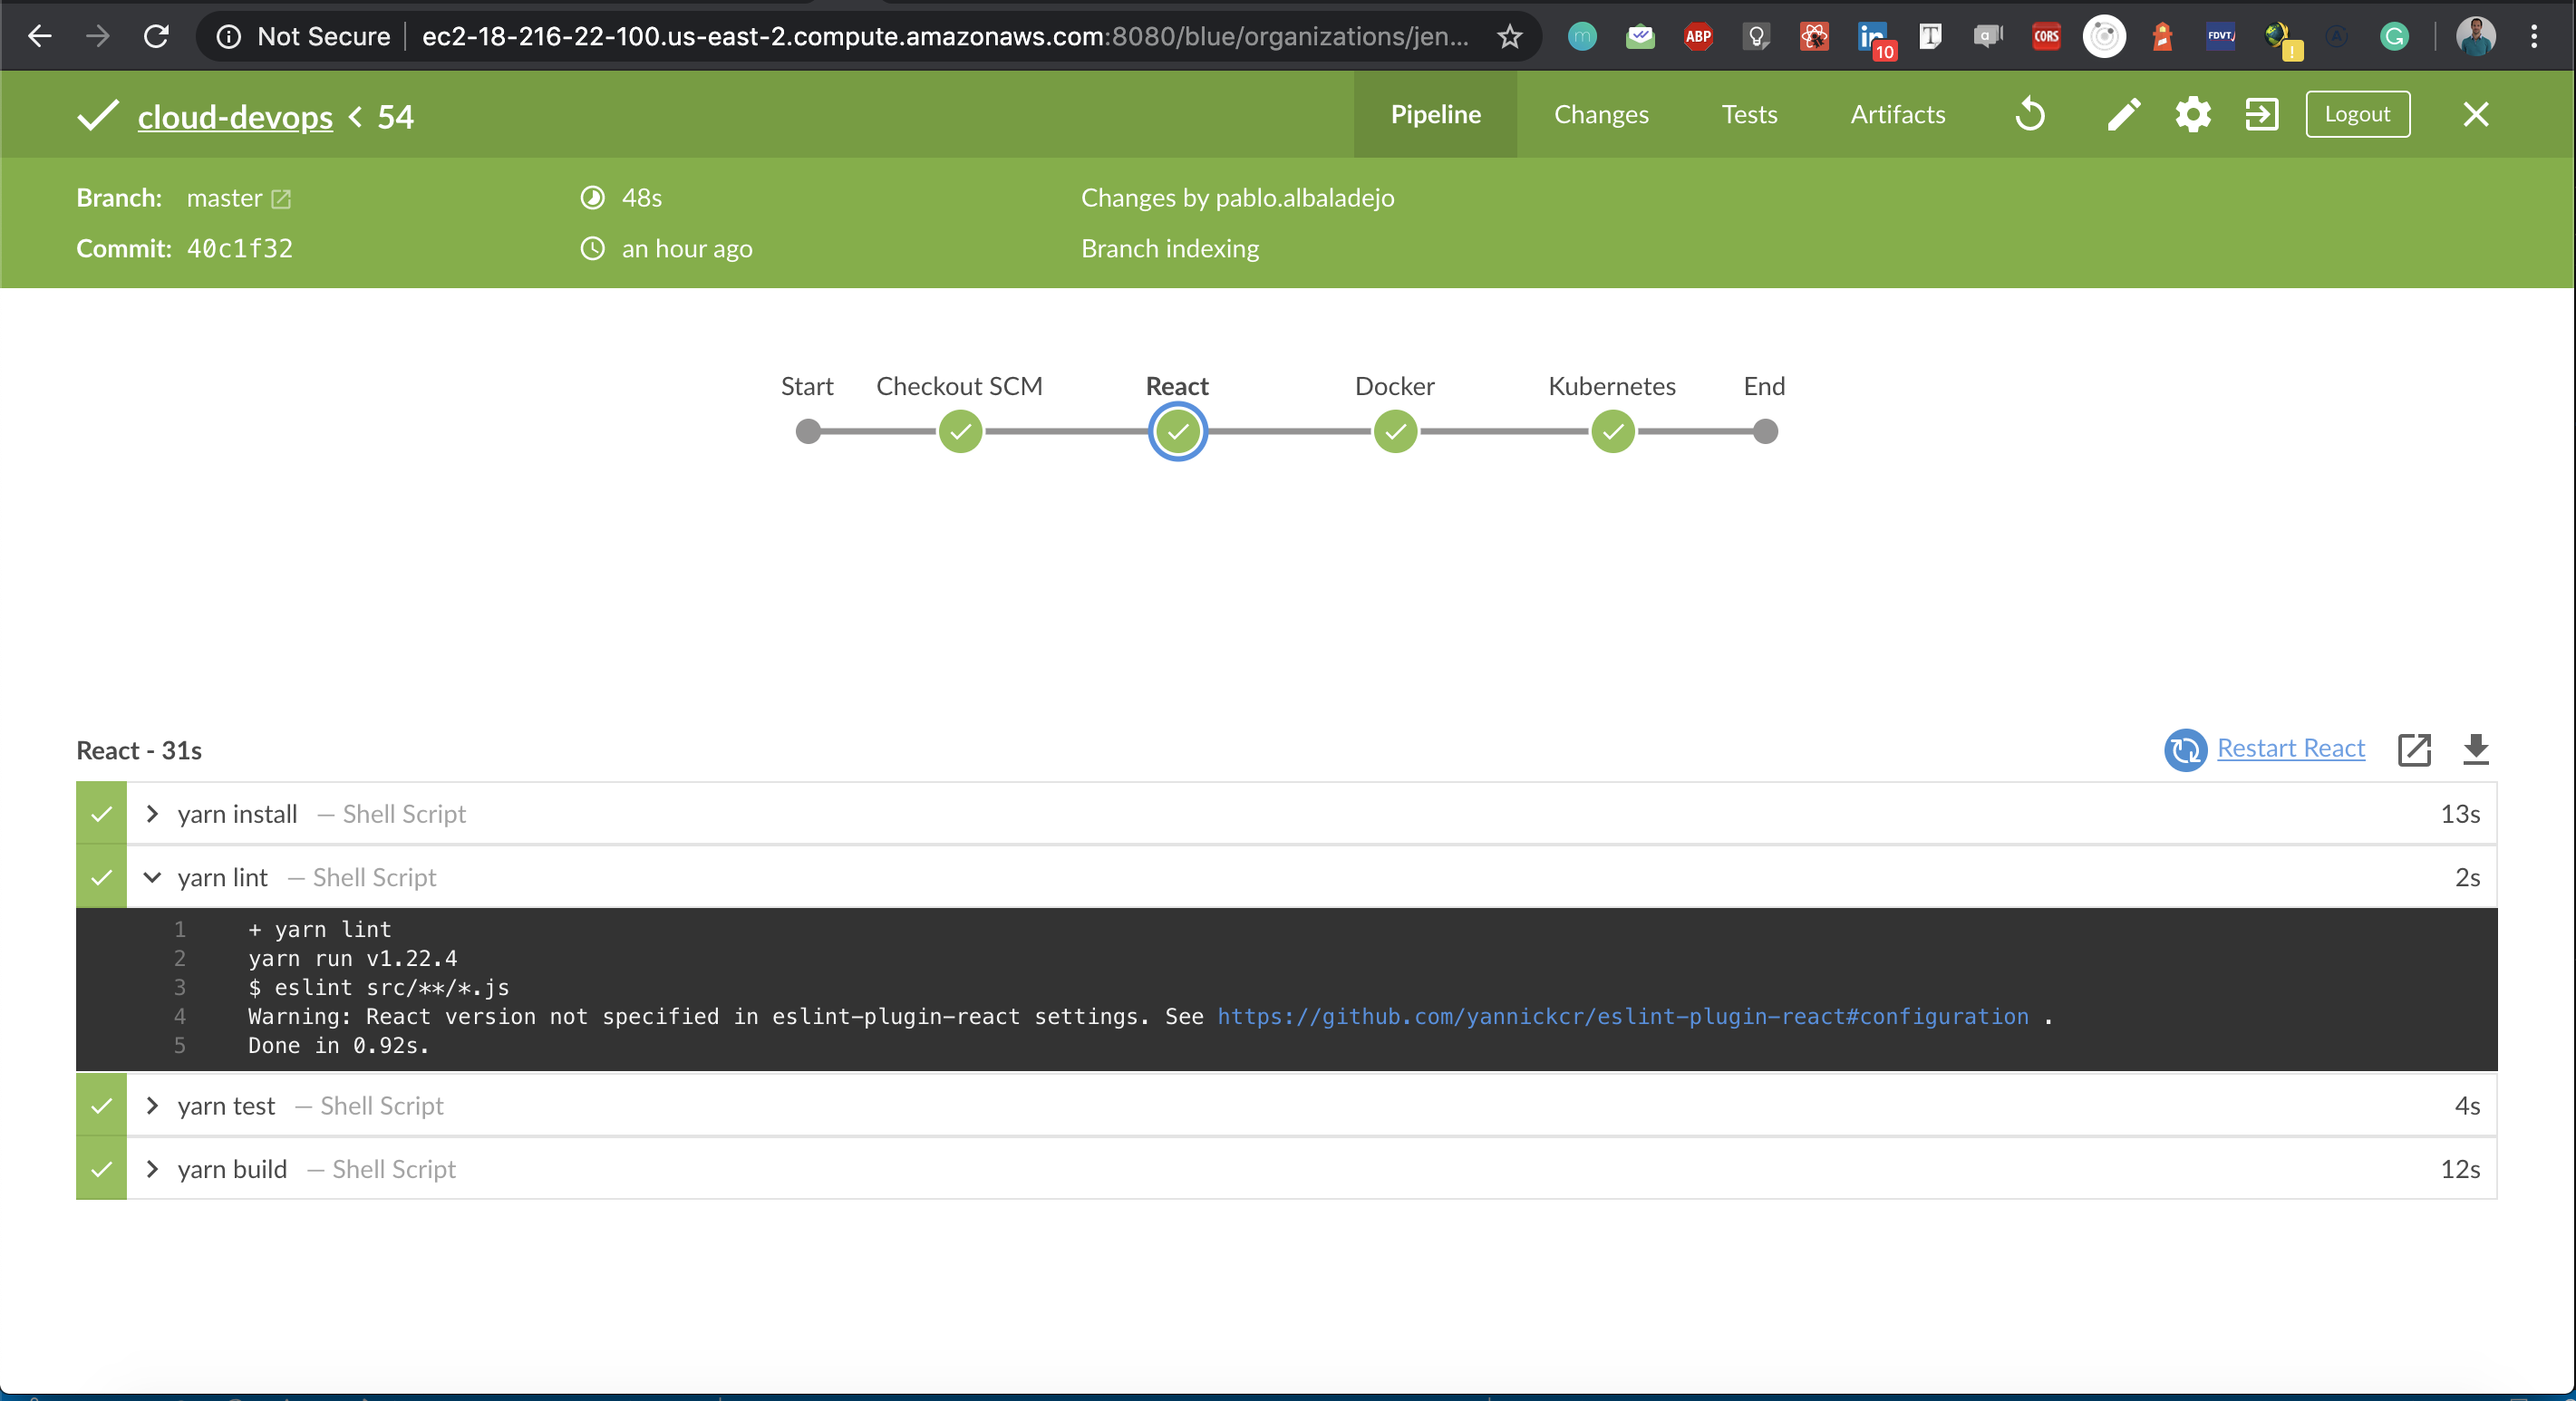 Not Secure ec2-18-216-22-100.us-east-2.compute.amazonaws.com:8080/blue/organizations/jen...
ABP
10
T
a
CORS
FDVT
cloud-devops < 54
Pipeline Changes Tests Artifacts Logout
Branch: master 48s Changes by pablo.albaladejo
Commit: 40c1f32 an hour ago Branch indexing
Start Checkout SCM React Docker Kubernetes End
React - 31s Restart React
yarn install — Shell Script 13s
yarn lint — Shell Script 2s
1 + yarn lint
2 yarn run v1.22.4
3 $ eslint src/**/*.js
4 Warning: React version not specified in eslint-plugin-react settings. See https://github.com/yannickcr/eslint-plugin-react#configuration .
5 Done in 0.92s.
yarn test — Shell Script 4s
yarn build — Shell Script 12s